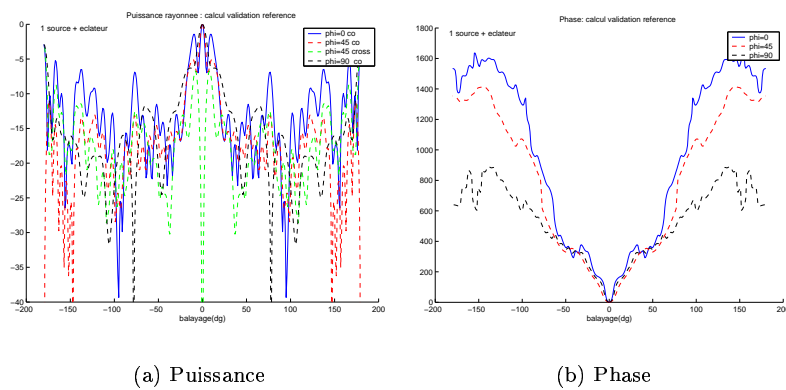 Puissance rayonnee : calcul validation reference
1 source + eclateur
phi=0 co
phi=45 co
phi=45 cross
phi=90 co
0
−5
−10
−15
−20
−25
−30
−35
−40
−200 −150 −100 −50 0 50 100 150 200
balayage(dg)
(a) Puissance
Phase: calcul validation reference
1 source + eclateur
phi=0
phi=45
phi=90
1800
1600
1400
1200
1000
800
600
400
200
0
−200 −150 −100 −50 0 50 100 150 200
balayage(dg)
(b) Phase